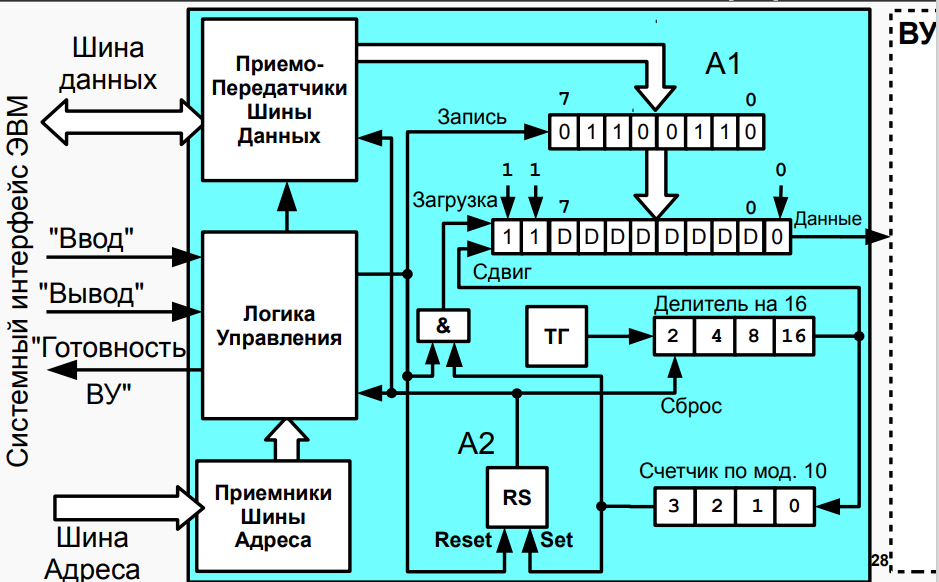 Системный интерфейс ЭВМ
Шина
данных
"Ввод"
"Вывод"
"Готовность
ВУ"
Шина
Адреса
Приемо-
Передатчики
Шины
Данных
Логика
Управления
Приемники
Шины
Адреса
А1
7 0
Запись
0 1 1 0 0 1 1 0
1 1 0
Загрузка
7 0
1 1 D D D D D D D D 0
Данные
Сдвиг
&
ТГ
Делитель на 16
2 4 8 16
Сброс
А2
RS
Reset Set
Счетчик по мод. 10
3 2 1 0
ВУ
28